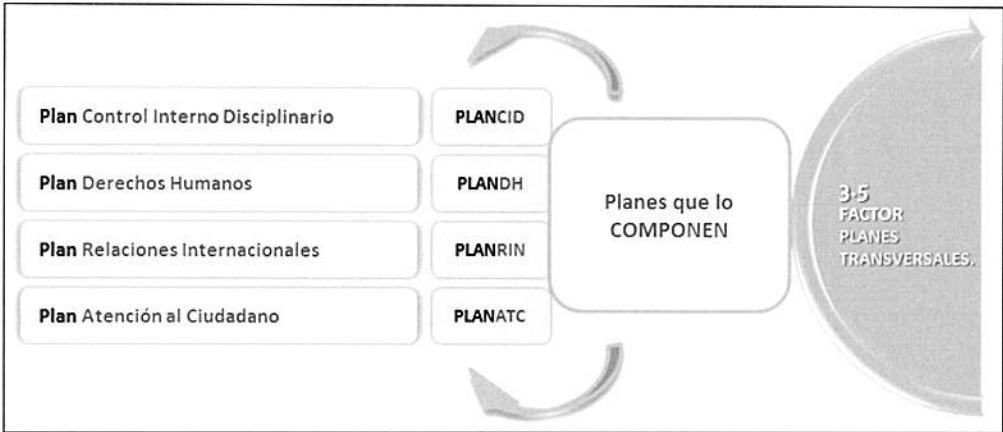 Plan Control Interno Disciplinario
PLANCID
Plan Derechos Humanos
PLANDH
Plan Relaciones Internacionales
PLANRIN
Plan Atención al Ciudadano
PLANATC
Planes que lo
COMPONEN
3.5
FACTOR
PLANES
TRANSVERSALES.